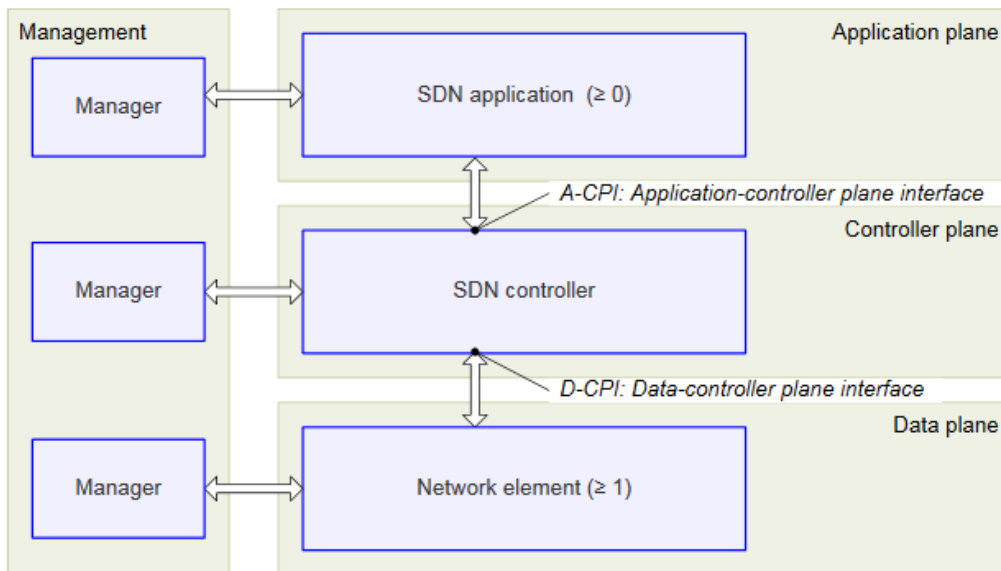 Management
Application plane
Manager
SDN application (≥ 0)
A-CPI: Application-controller plane interface
Controller plane
Manager
SDN controller
D-CPI: Data-controller plane interface
Data plane
Manager
Network element (≥ 1)